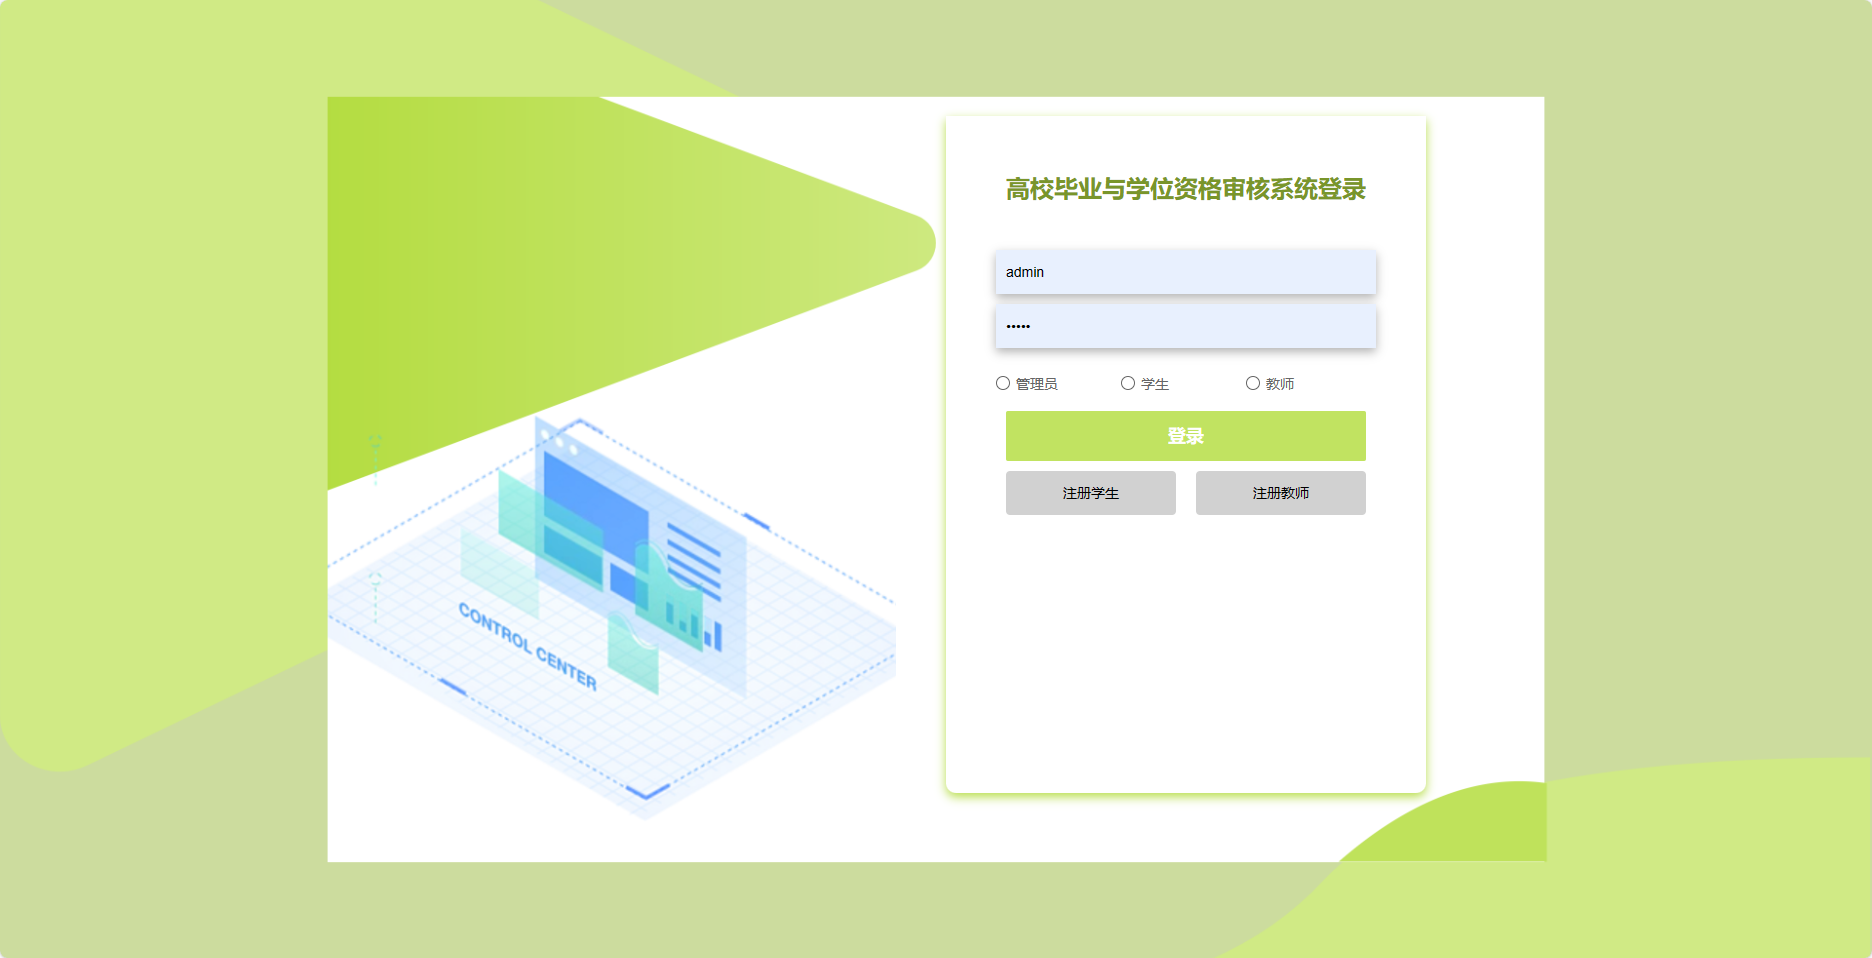 高校毕业与学位资格审核系统登录
admin
•••••
管理员 学生 教师
登录
注册学生 注册教师
CONTROL CENTER